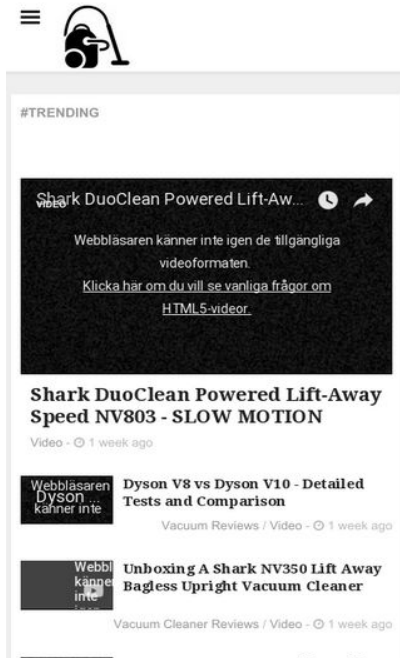 #TRENDING
Shark DuoClean Powered Lift-Aw...
VIDEO
Webbläsaren känner inte igen de tillgängliga
videoformaten.
Klicka här om du vill se vanliga frågor om
HTML5-videor.
Shark DuoClean Powered Lift-Away
Speed NV803 - SLOW MOTION
Video - 1 week ago
Webbläsaren
Dyson ...
känner inte
Dyson V8 vs Dyson V10 - Detailed
Tests and Comparison
Vacuum Reviews / Video - 1 week ago
Webbl
känner
inte
Unboxing A Shark NV350 Lift Away
Bagless Upright Vacuum Cleaner
Vacuum Cleaner Reviews / Video - 1 week ago